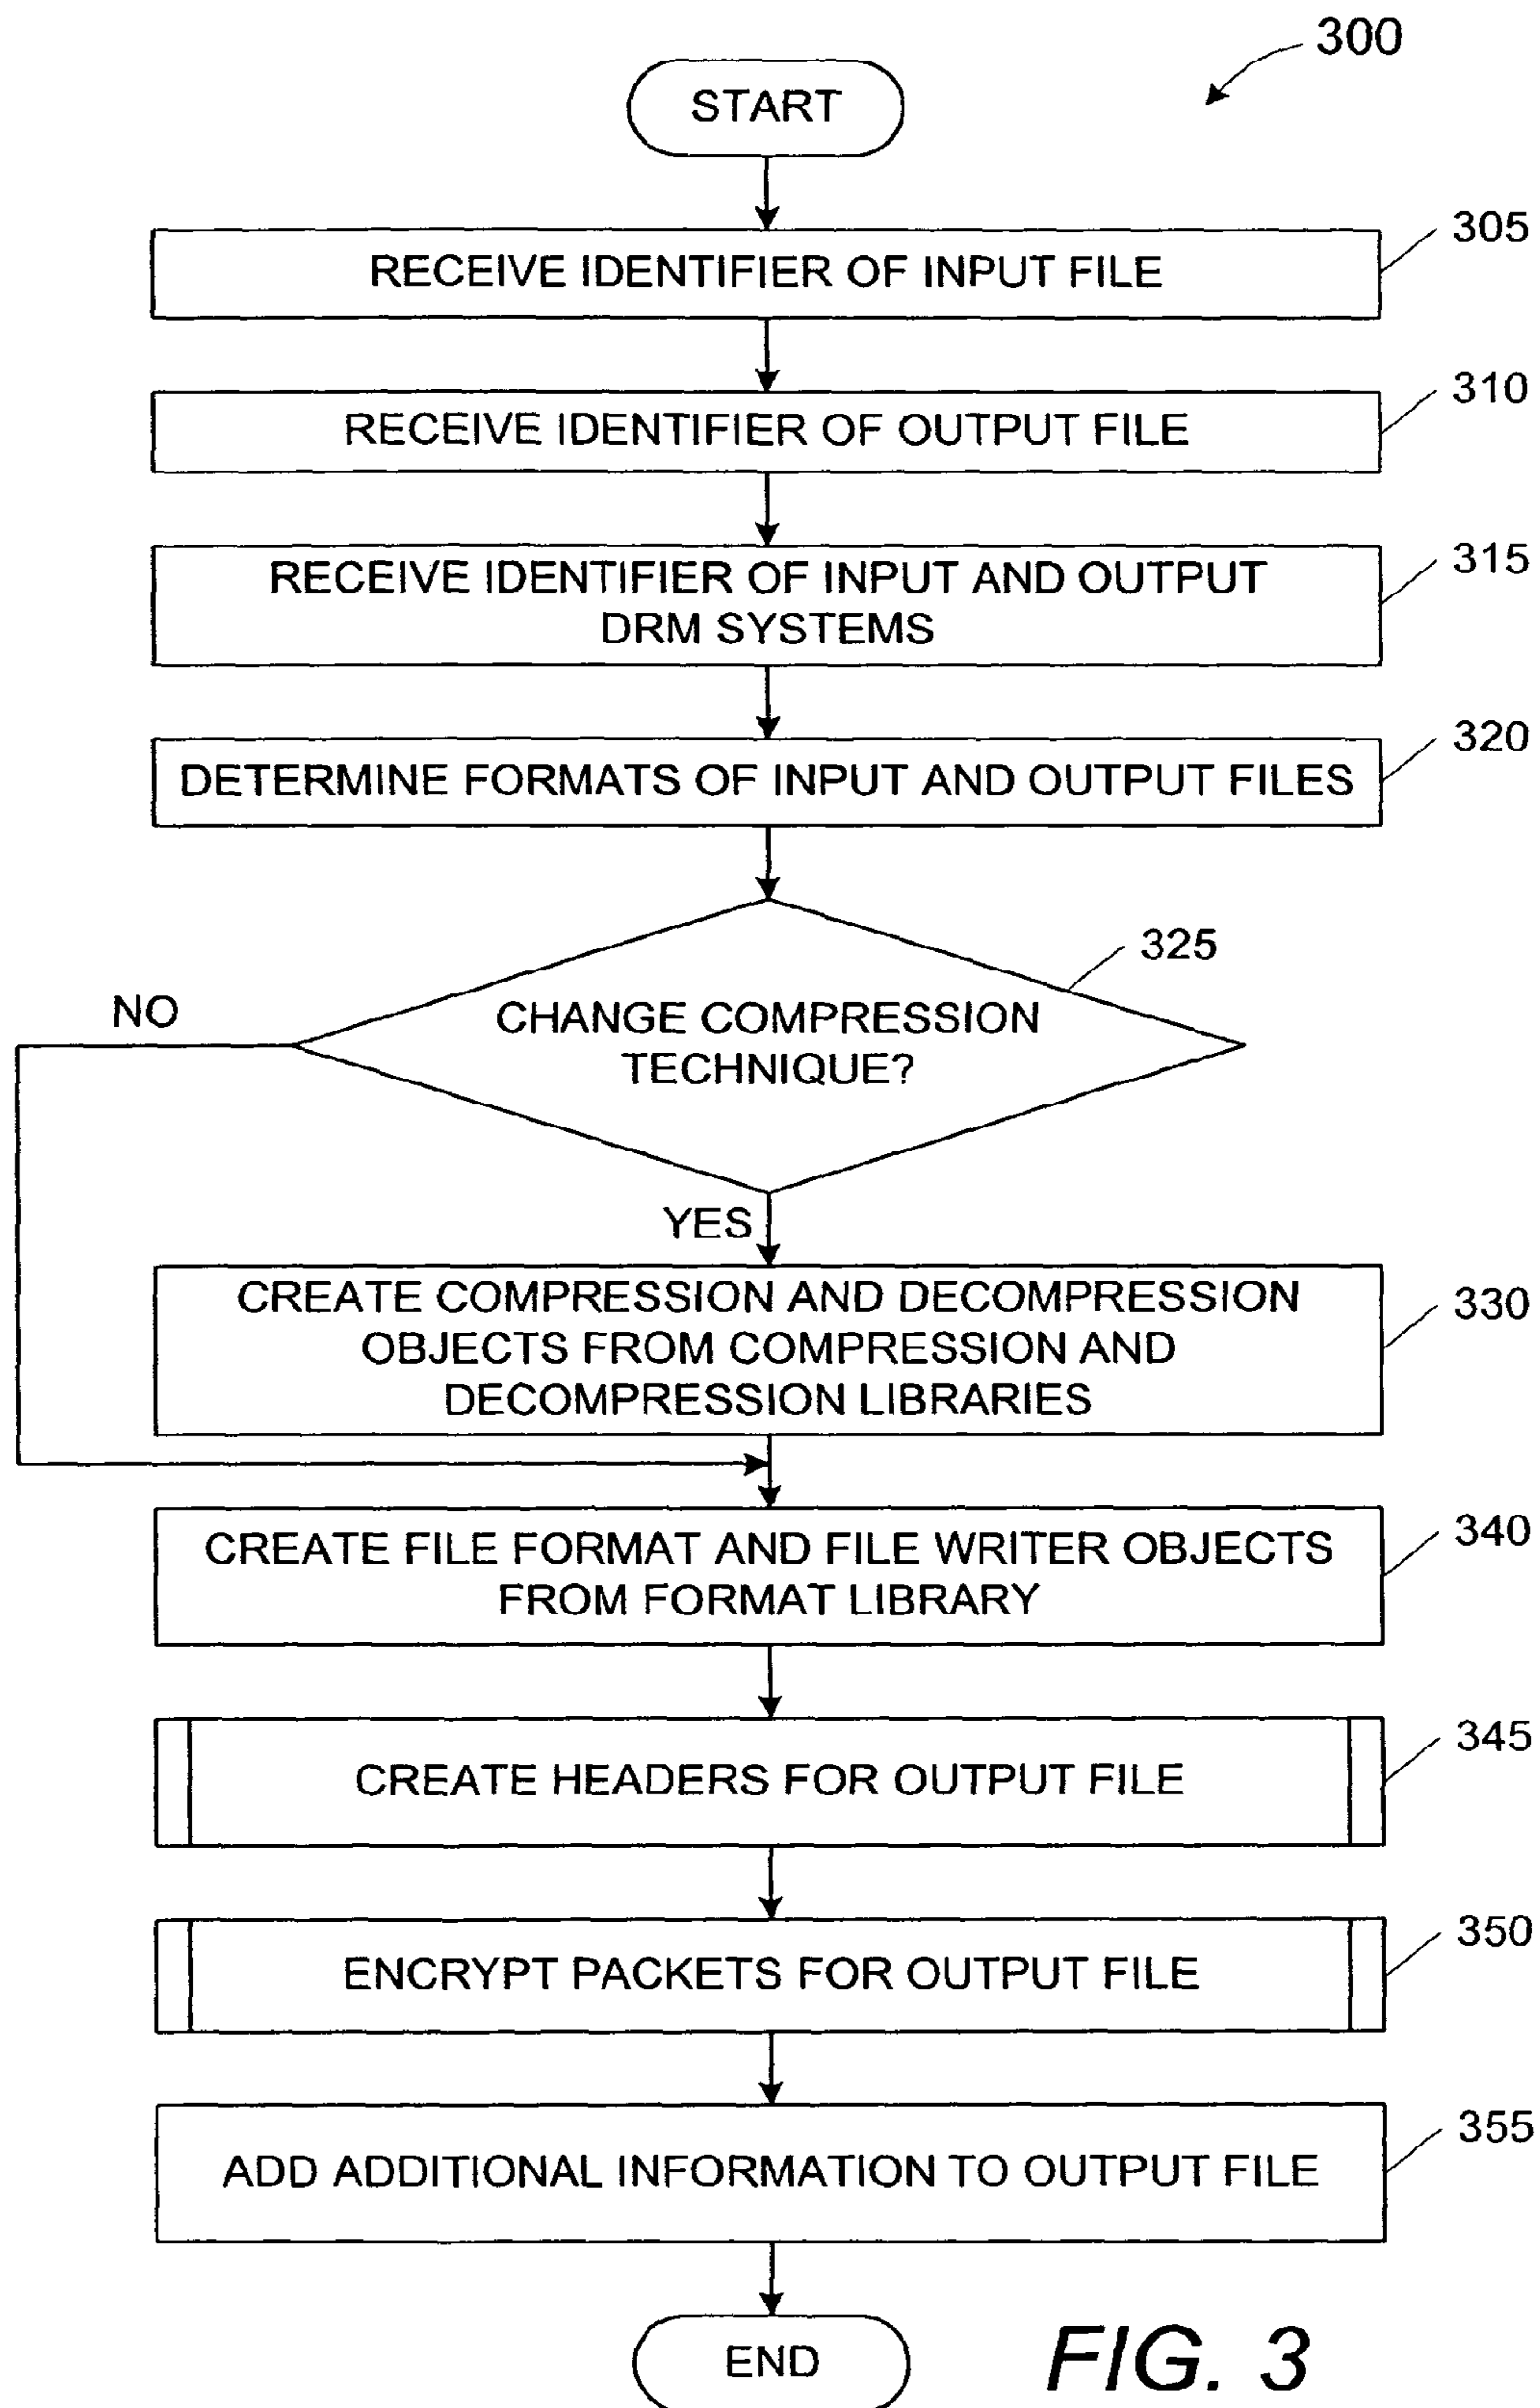 300
START
305
RECEIVE IDENTIFIER OF INPUT FILE
310
RECEIVE IDENTIFIER OF OUTPUT FILE
315
RECEIVE IDENTIFIER OF INPUT AND OUTPUT
DRM SYSTEMS
320
DETERMINE FORMATS OF INPUT AND OUTPUT FILES
325
NO
CHANGE COMPRESSION
TECHNIQUE?
YES
330
CREATE COMPRESSION AND DECOMPRESSION
OBJECTS FROM COMPRESSION AND
DECOMPRESSION LIBRARIES
340
CREATE FILE FORMAT AND FILE WRITER OBJECTS
FROM FORMAT LIBRARY
345
CREATE HEADERS FOR OUTPUT FILE
350
ENCRYPT PACKETS FOR OUTPUT FILE
355
ADD ADDITIONAL INFORMATION TO OUTPUT FILE
END
FIG. 3